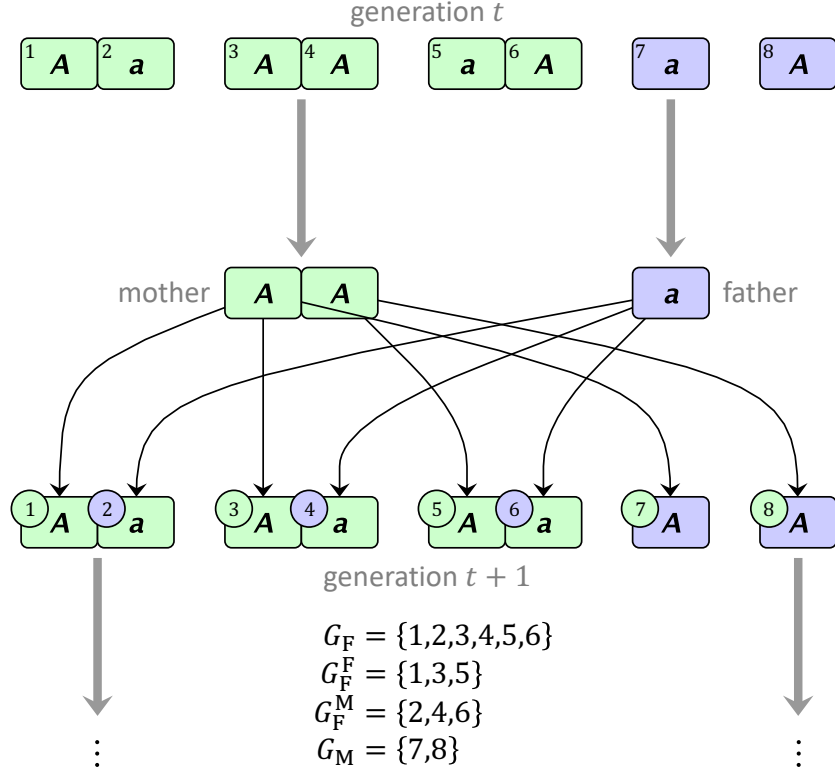 generation t
1 A 2 a 3 A 4 A 5 a 6 A 7 a 8 A
mother A A a father
1 A 2 a 3 A 4 a 5 A 6 a 7 A 8 A
generation t + 1
G_F = {1,2,3,4,5,6}
G_F^F = {1,3,5}
G_F^M = {2,4,6}
G_M = {7,8}
⋮ ⋮